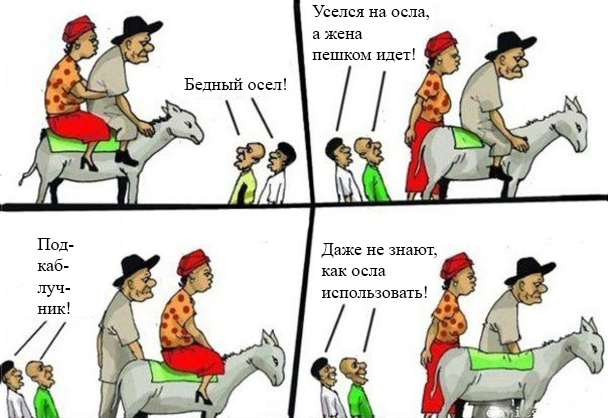 Бедный осел!
Уселся на осла,
а жена
пешком идет!
Под-
каб-
луч-
ник!
Даже не знают,
как осла
использовать!